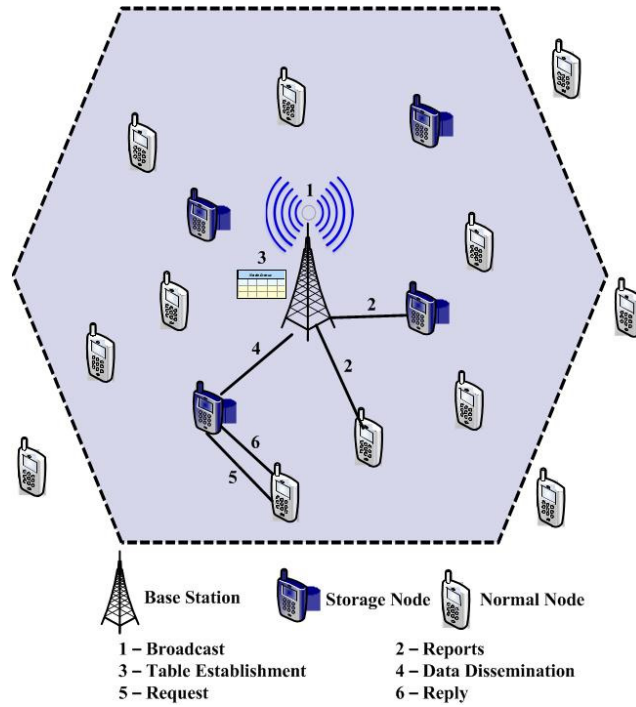 1
3
2
4
2
6
5
Base Station
Storage Node
Normal Node
1 – Broadcast
2 – Reports
3 – Table Establishment
4 – Data Dissemination
5 – Request
6 – Reply